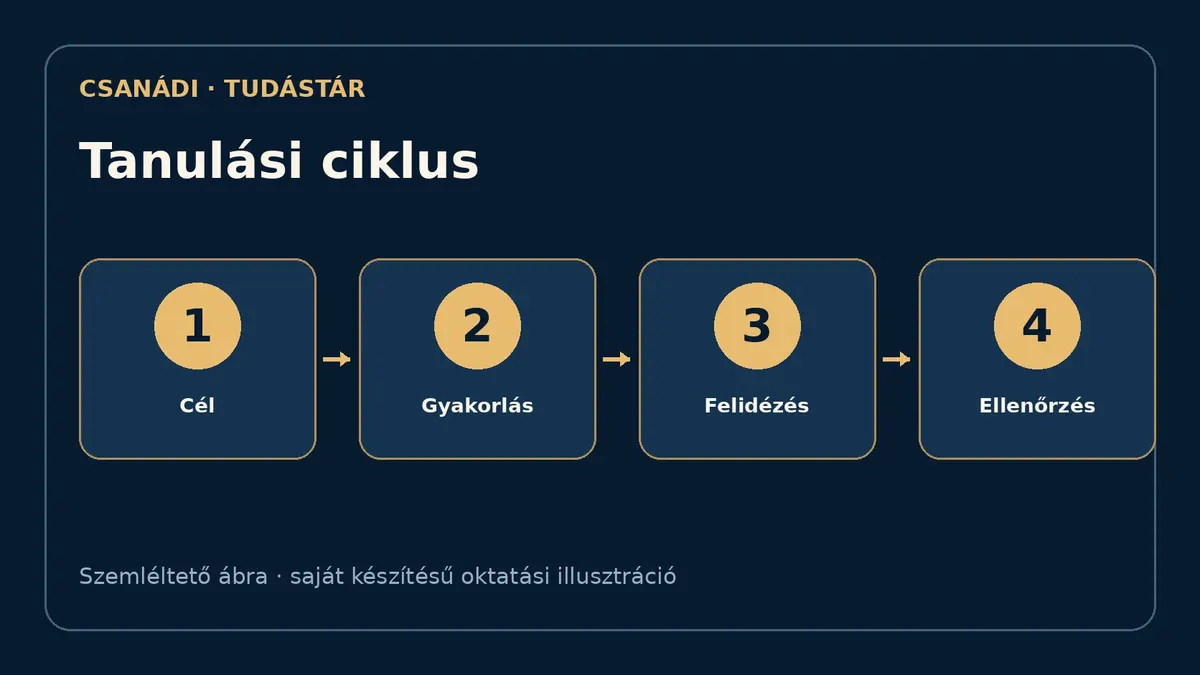 CSANÁDI · TUDÁSTÁR
Tanulási ciklus
1
2
3
4
Cél
Gyakorlás
Felidézés
Ellenőrzés
Szemléltető ábra · saját készítésű oktatási illusztráció